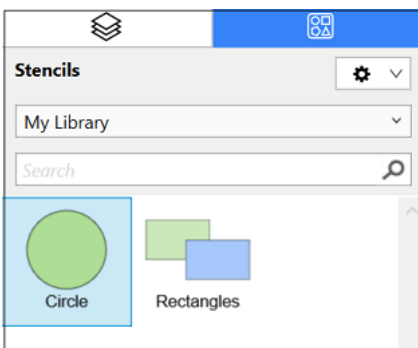 Stencils
My Library
Search
Circle
Rectangles